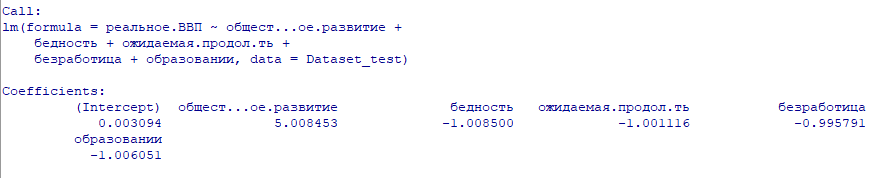 Call:
lm(formula = реальное.ВВП ~ общест...ое.развитие +
бедность + ожидаемая.продол.ть +
безработица + образовании, data = Dataset_test)
Coefficients:
(Intercept) общест...ое.развитие бедность ожидаемая.продол.ть безработица
0.003094 5.008453 -1.008500 -1.001116 -0.995791
образовании
-1.006051